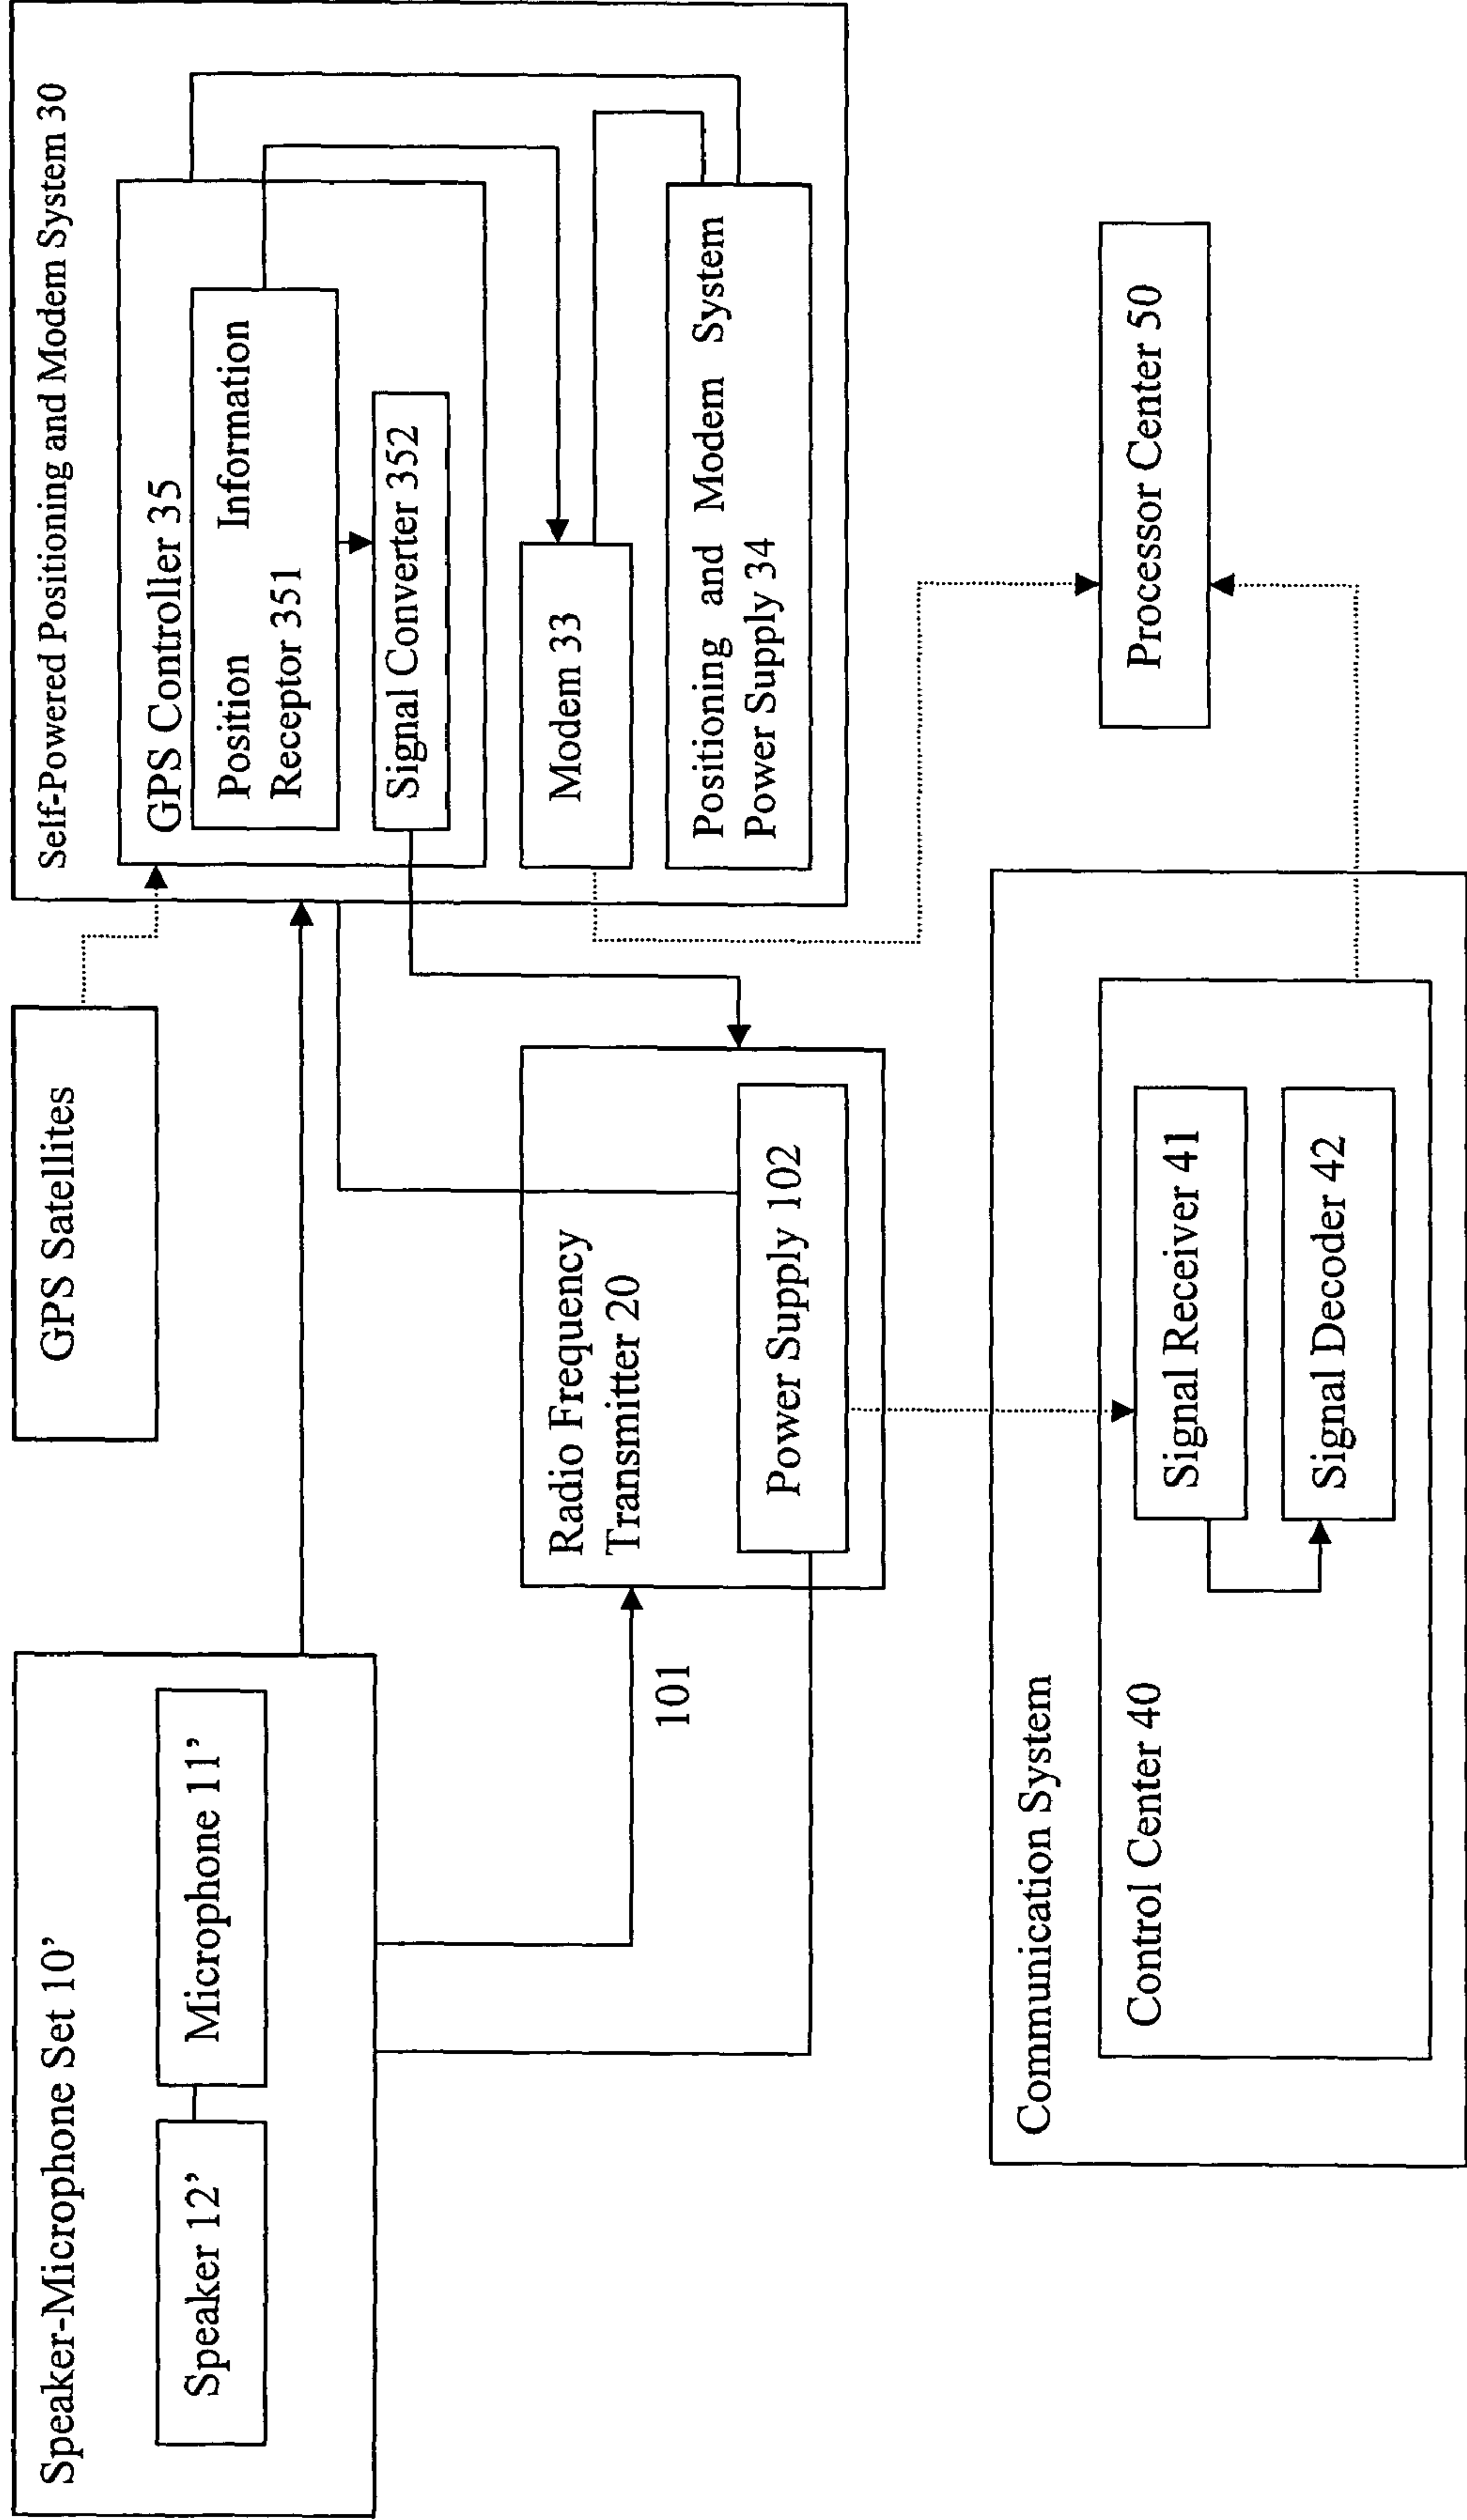 Speaker-Microphone Set 10’
Speaker 12’
Microphone 11’
GPS Satellites
Self-Powered Positioning and Modem System 30
GPS Controller 35
Position Information
Receptor 351
Signal Converter 352
Modem 33
Positioning and Modem System
Power Supply 34
101
Radio Frequency
Transmitter 20
Power Supply 102
Communication System
Control Center 40
Signal Receiver 41
Signal Decoder 42
Processor Center 50